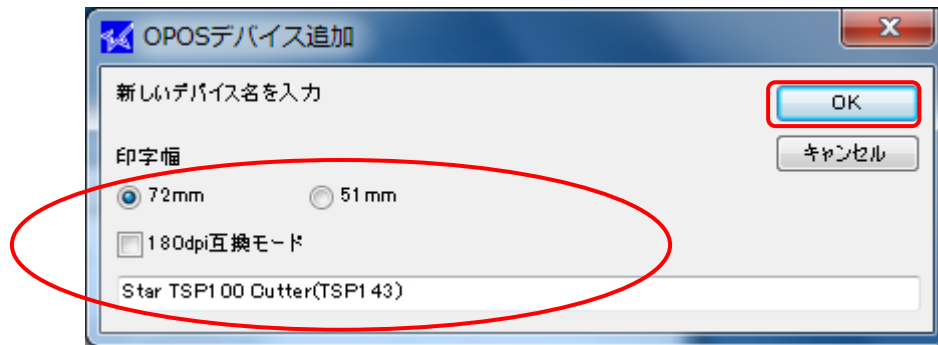 OPOSデバイス追加
新しいデバイス名を入力
OK
印字幅
キャンセル
72mm 51mm
180dpi互換モード
Star TSP100 Cutter(TSP143)